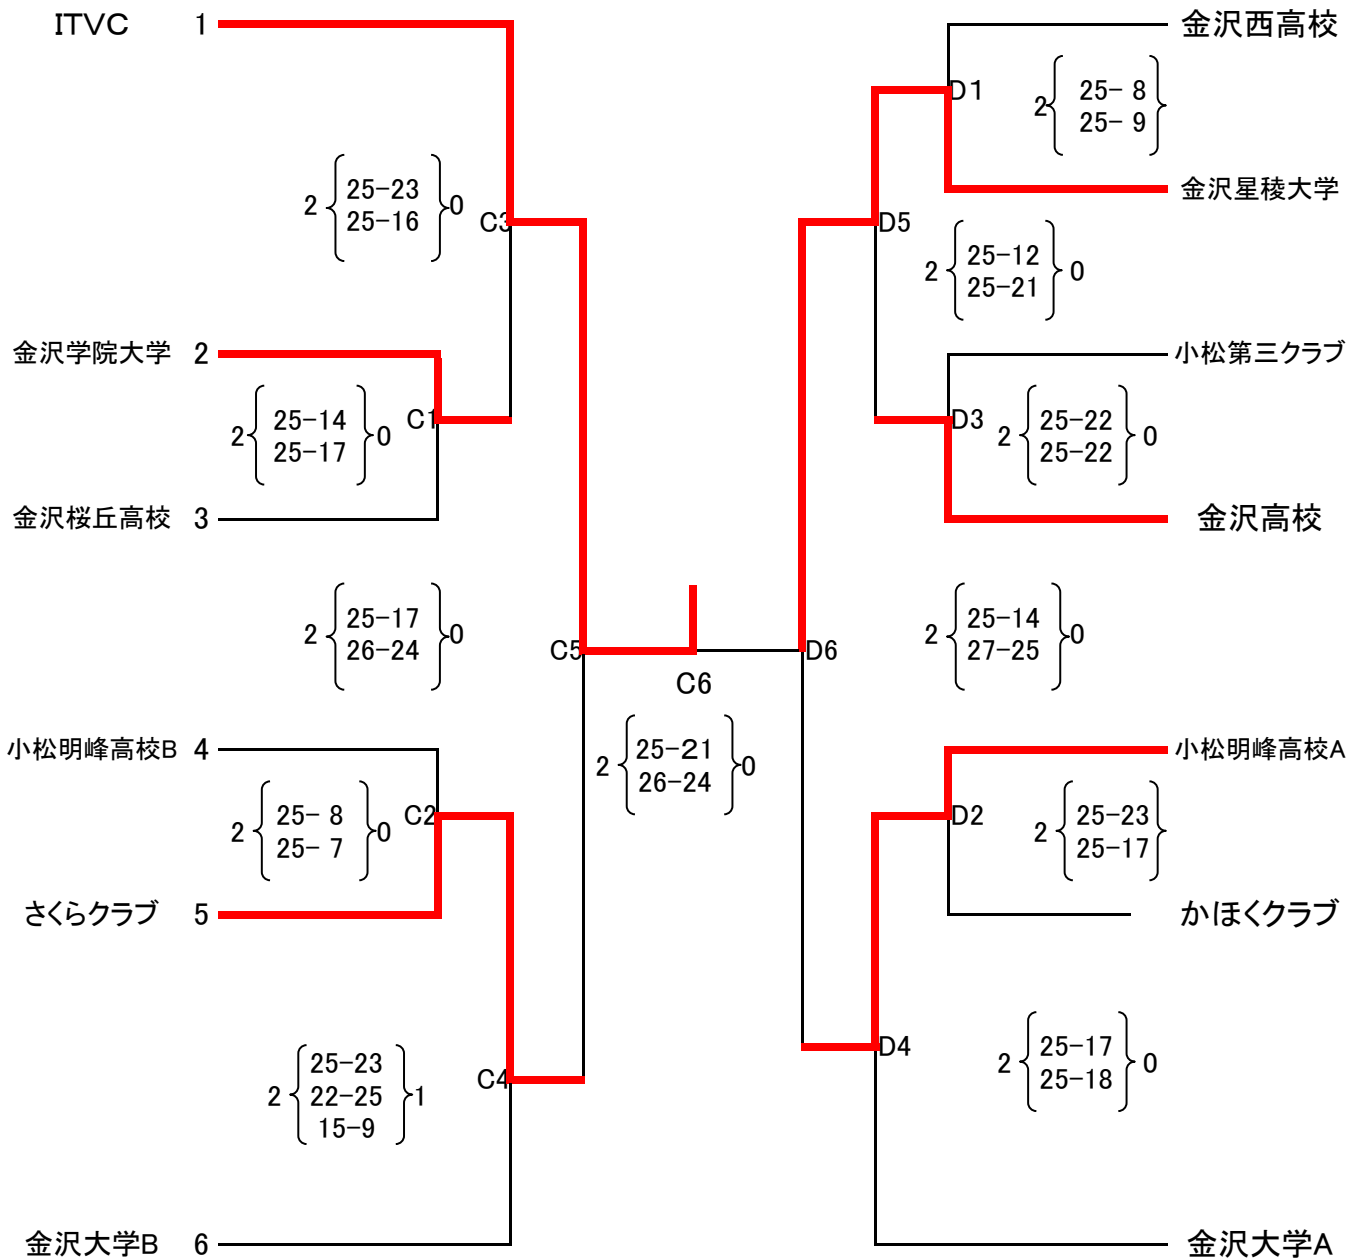 ITVC 1
金沢西高校
D1
2 25- 8
25- 9
金沢星稜大学
2 25-23 0
25-16
C3
D5
2 25-12 0
25-21
金沢学院大学 2
小松第三クラブ
2 25-14 0
25-17
C1
D3
2 25-22 0
25-22
金沢桜丘高校 3
金沢高校
2 25-17 0
26-24
C5
D6
2 25-14 0
27-25
C6
2 25-21 0
26-24
小松明峰高校B 4
小松明峰高校A
2 25- 8 0
25- 7
C2
D2
2 25-23
25-17
さくらクラブ 5
かほくクラブ
2 25-23 1
22-25
15-9
C4
D4
2 25-17 0
25-18
金沢大学B 6
金沢大学A